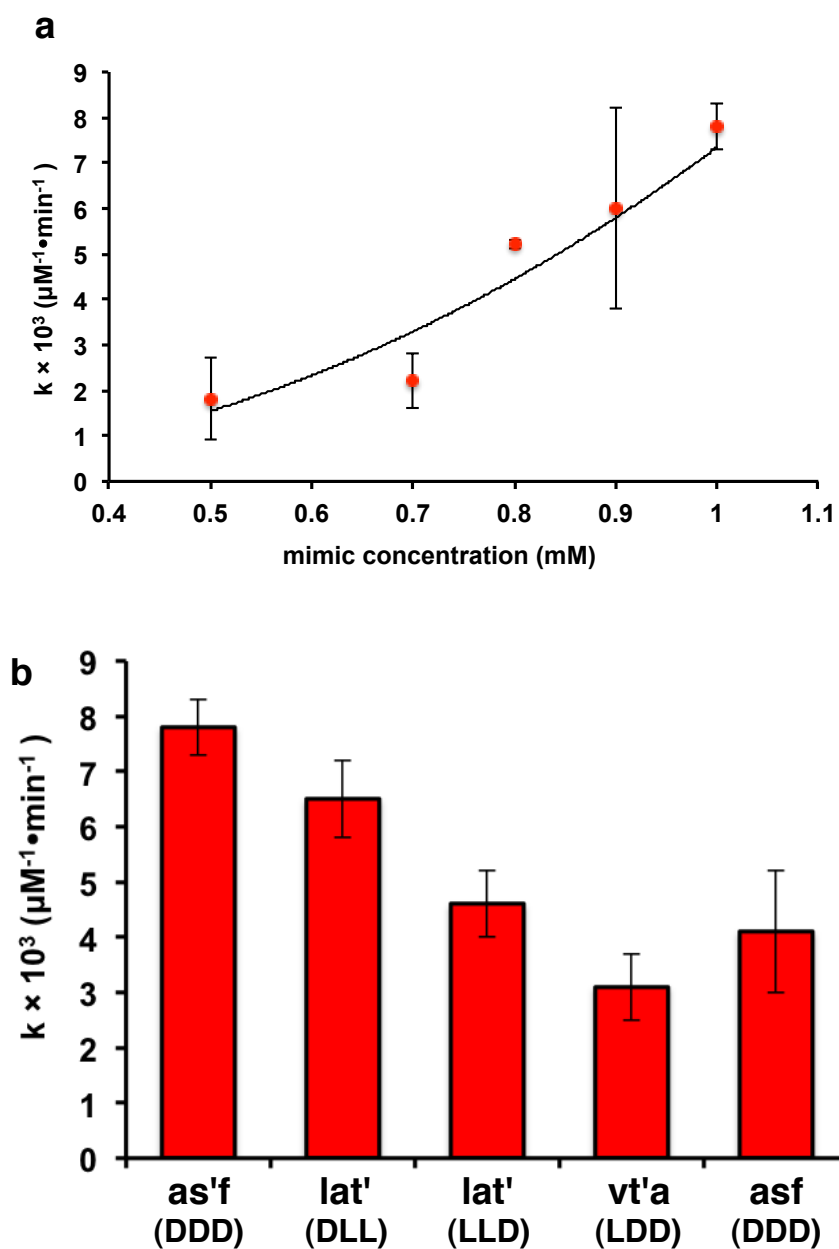 a
9
8
7
6
5
4
3
2
1
0
k × 10³ (µM⁻¹•min⁻¹)
0.4 0.5 0.6 0.7 0.8 0.9 1 1.1
mimic concentration (mM)
b
9
8
7
6
5
4
3
2
1
0
k × 10³ (µM⁻¹•min⁻¹)
as'f lat' lat' vt'a asf
(DDD) (DLL) (LLD) (LDD) (DDD)